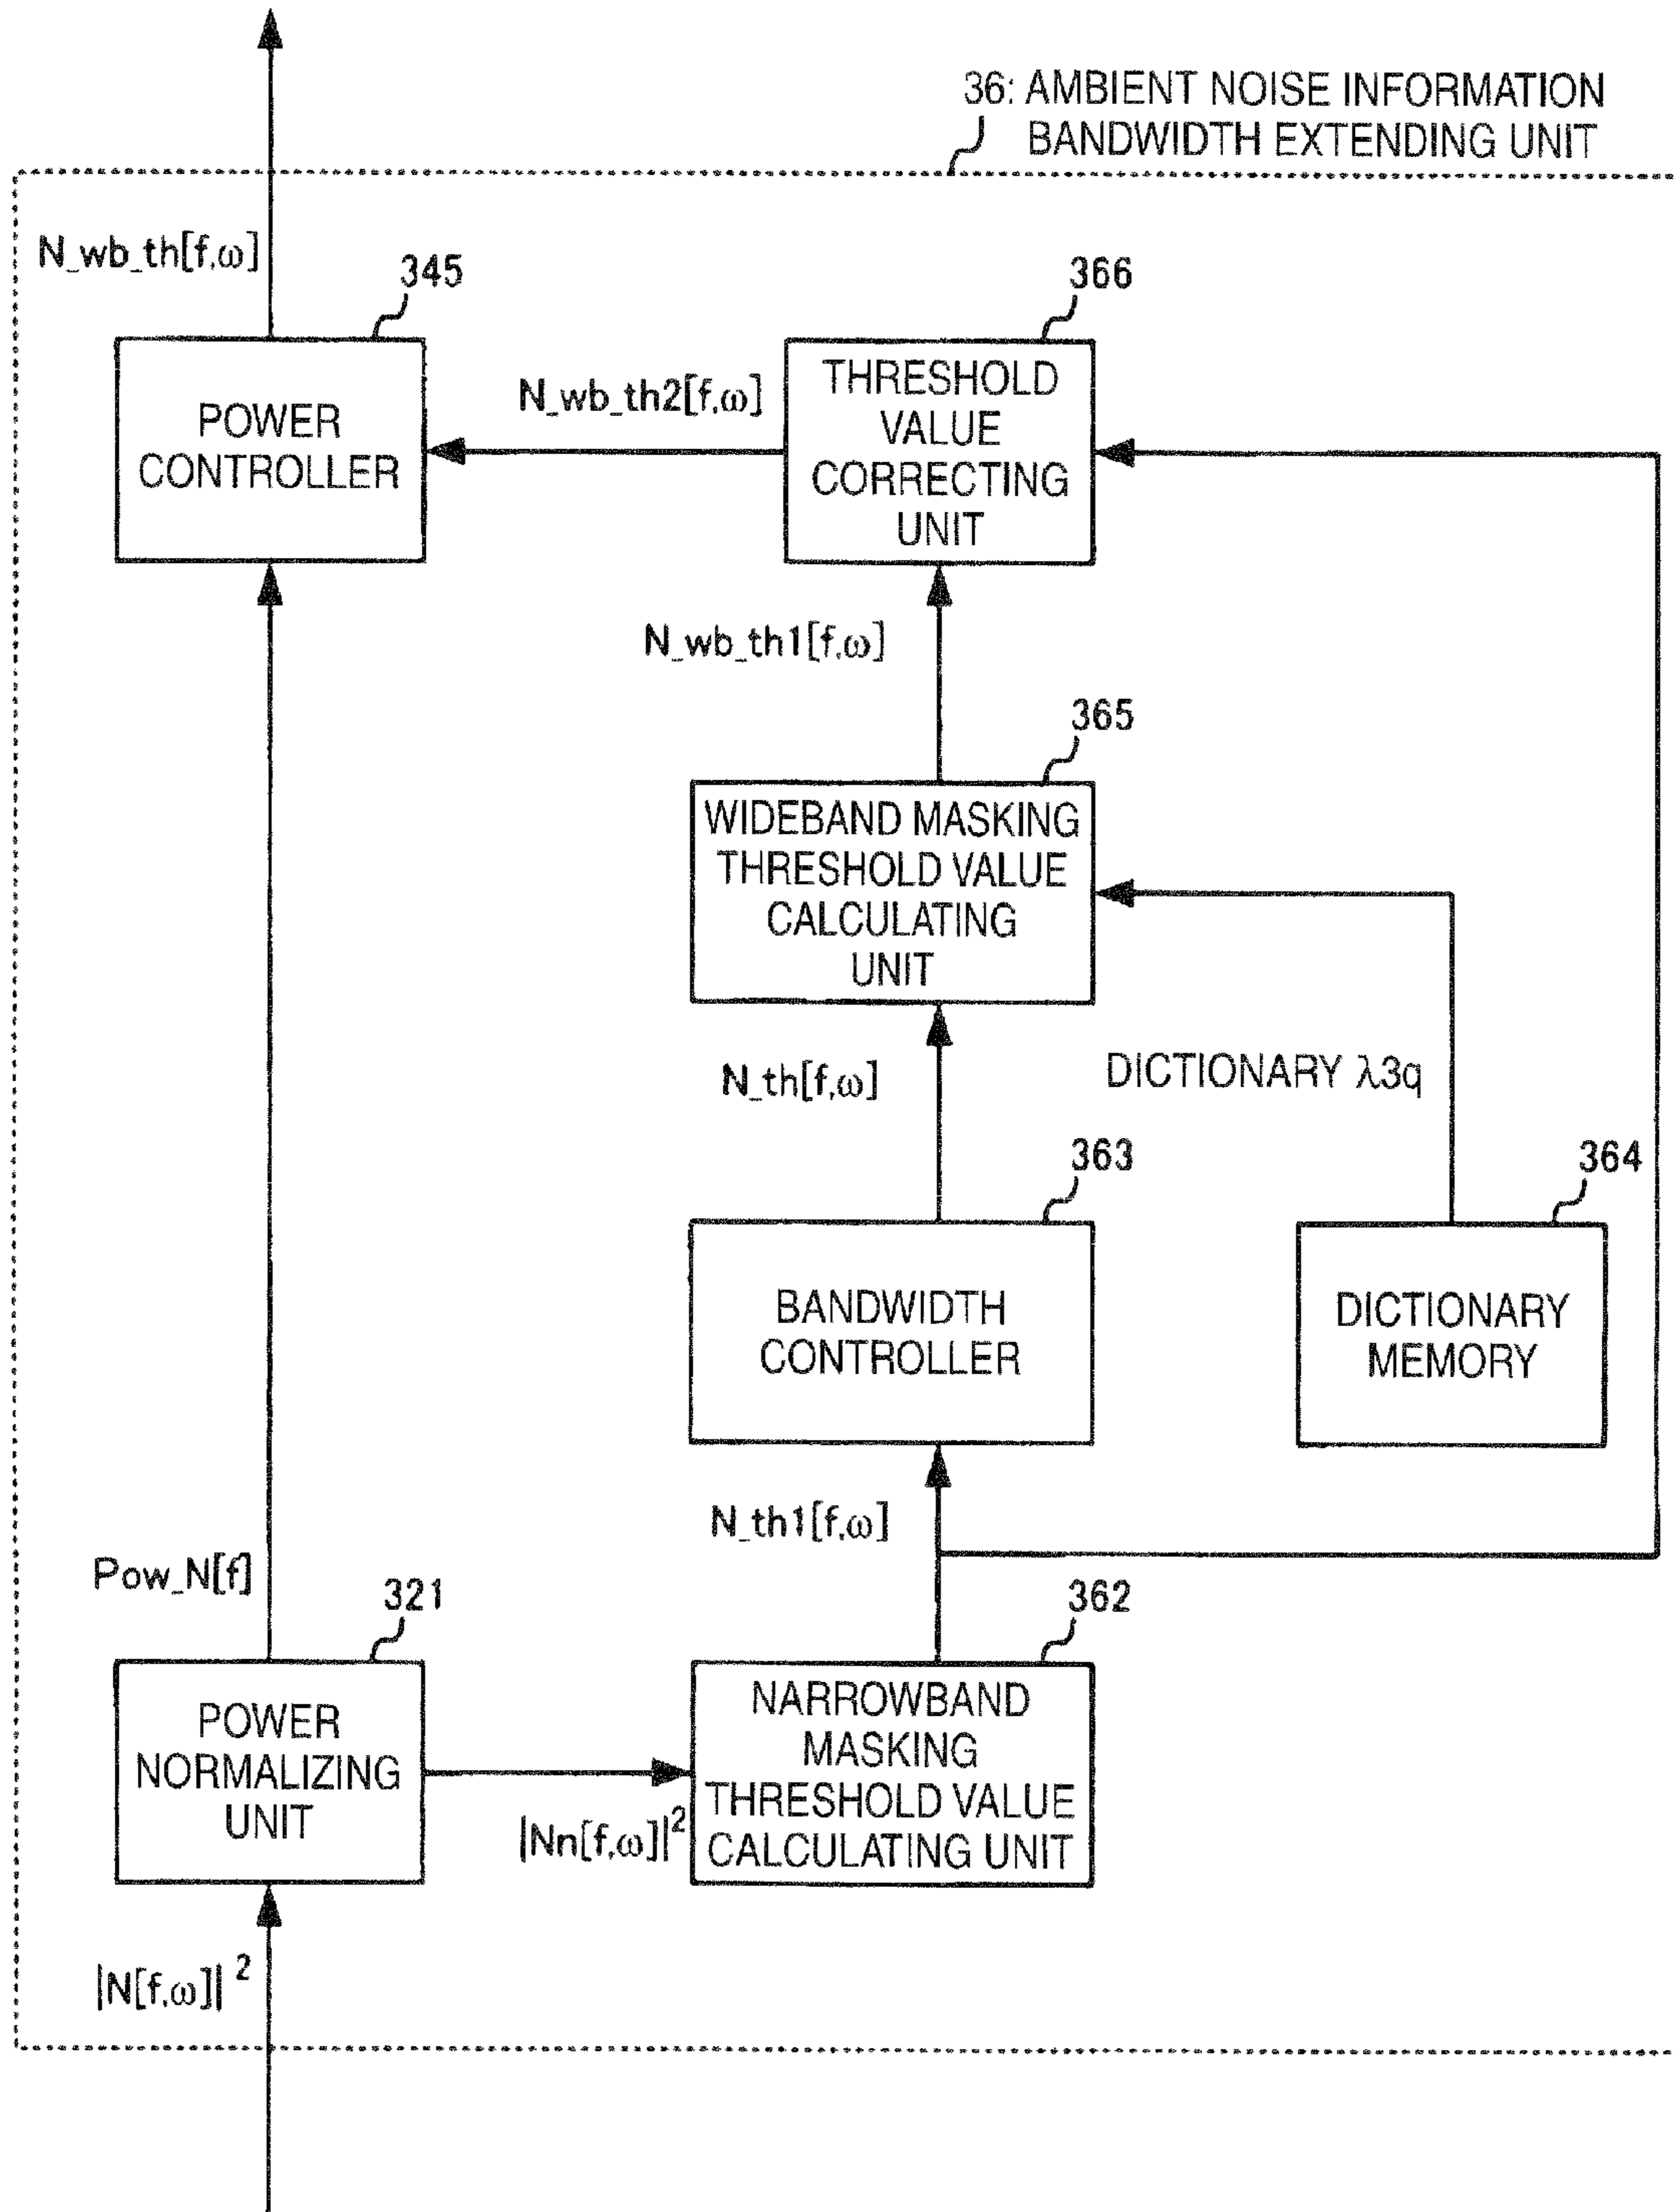 36: AMBIENT NOISE INFORMATION
BANDWIDTH EXTENDING UNIT
N_wb_th[f,ω]
345
366
POWER
CONTROLLER
N_wb_th2[f,ω]
THRESHOLD
VALUE
CORRECTING
UNIT
N_wb_th1[f,ω]
365
WIDEBAND MASKING
THRESHOLD VALUE
CALCULATING
UNIT
N_th[f,ω]
DICTIONARY λ3q
363
364
BANDWIDTH
CONTROLLER
DICTIONARY
MEMORY
N_th1[f,ω]
Pow_N[f]
321
362
POWER
NORMALIZING
UNIT
|Nn[f,ω]|²
NARROWBAND
MASKING
THRESHOLD VALUE
CALCULATING UNIT
|N[f,ω]|²